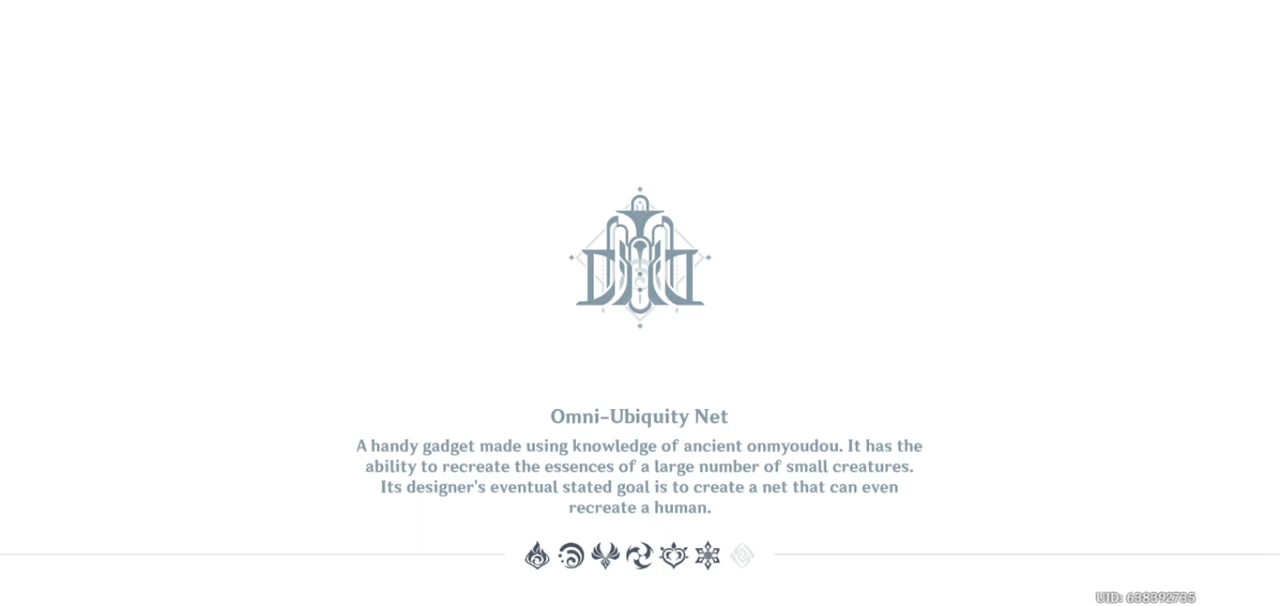 Omni-Ubiquity Net
A handy gadget made using knowledge of ancient onmyoudou. It has the
ability to recreate the essences of a large number of small creatures.
Its designer's eventual stated goal is to create a net that can even
recreate a human.
UID: 638392735